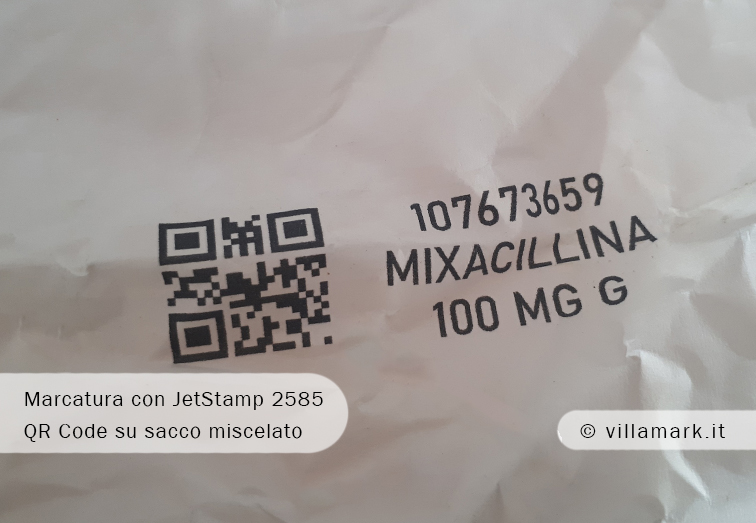 107673659
MIXACILLINA
100 MG G
Marcatura con JetStamp 2585
QR Code su sacco miscelato
© villamark.it